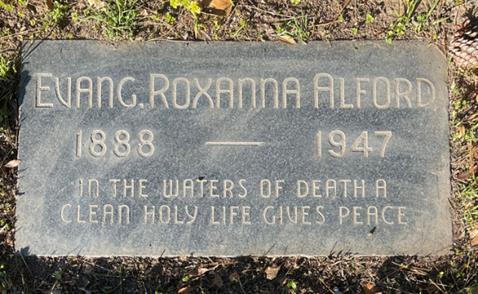 EVANG. ROXANNA ALFORD
1888 — 1947
IN THE WATERS OF DEATH A
CLEAN HOLY LIFE GIVES PEACE